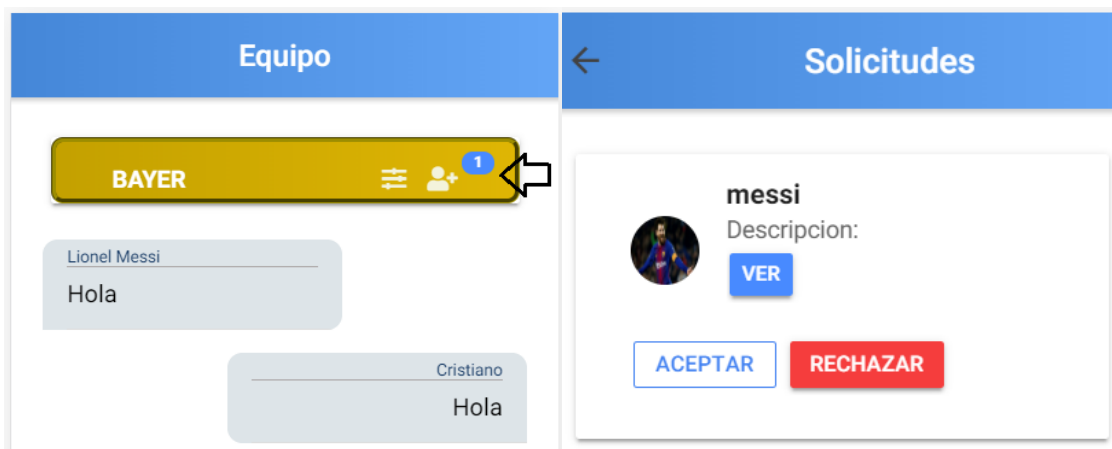 Equipo
BAYER
1
Lionel Messi
Hola
Cristiano
Hola
Solicitudes
messi
Descripcion:
VER
ACEPTAR
RECHAZAR